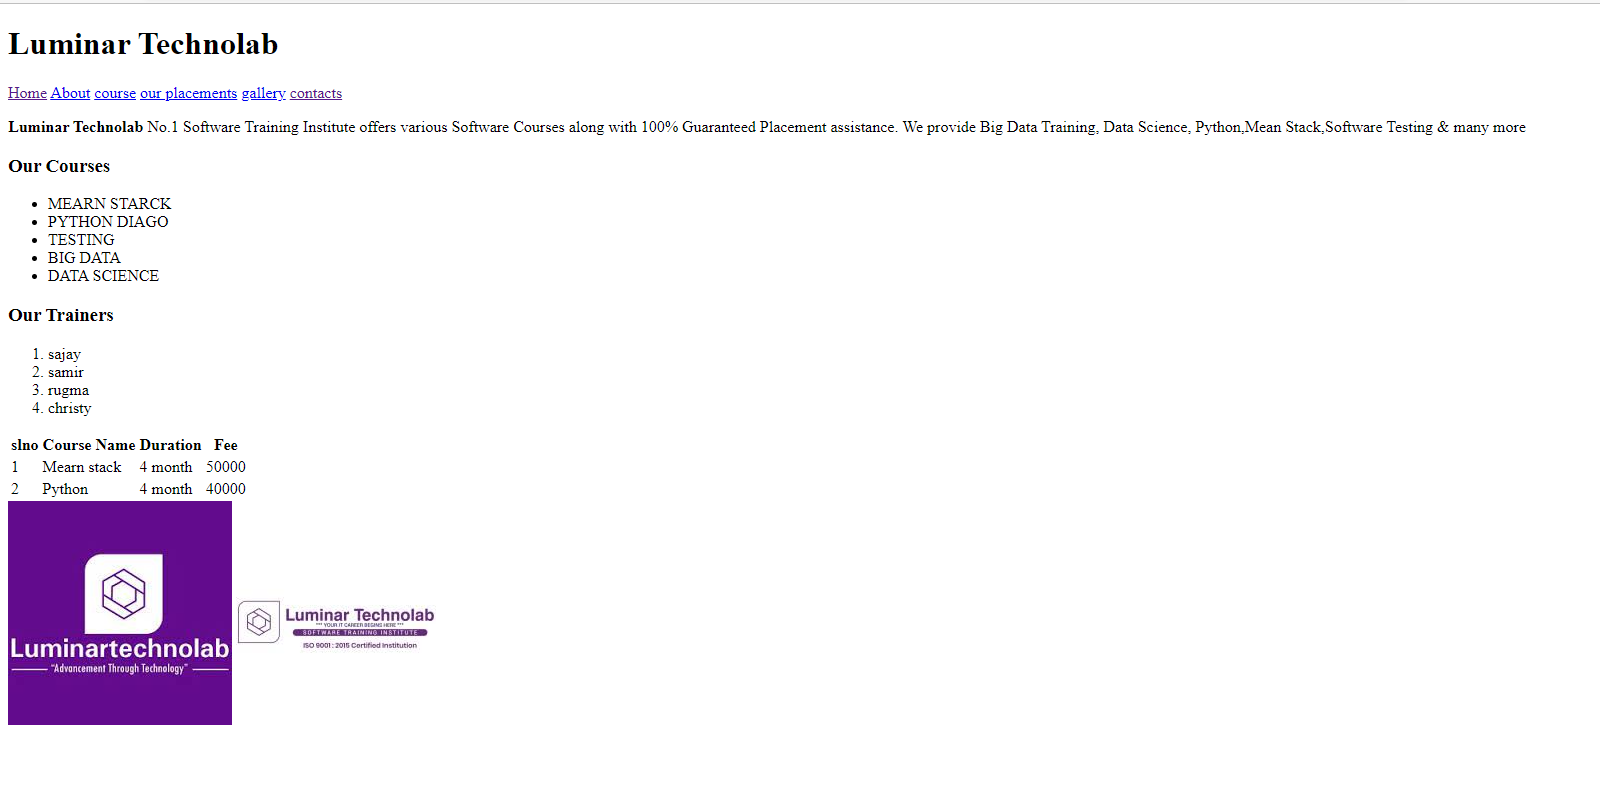 Luminar Technolab
Home About course our placements gallery contacts
Luminar Technolab No.1 Software Training Institute offers various Software Courses along with 100% Guaranteed Placement assistance. We provide Big Data Training, Data Science, Python,Mean Stack,Software Testing & many more
Our Courses
• MEARN STARCK
• PYTHON DIAGO
• TESTING
• BIG DATA
• DATA SCIENCE
Our Trainers
1. sajay
2. samir
3. rugma
4. christy
slno Course Name Duration Fee
1 Mearn stack 4 month 50000
2 Python 4 month 40000
Luminartechnolab
"Advancement Through Technology"
Luminar Technolab
*** YOUR IT CAREER BEGINS HERE ***
SOFTWARE TRAINING INSTITUTE
ISO 9001 : 2015 Certified Institution